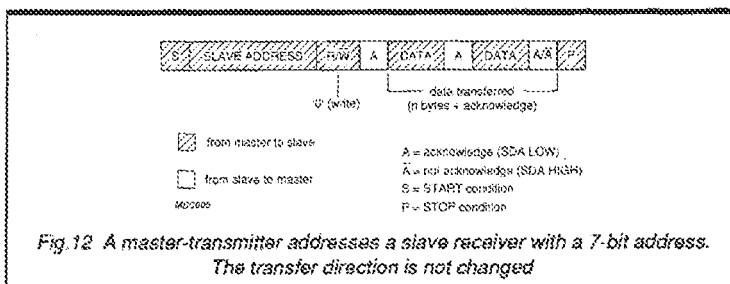 S SLAVE ADDRESS R/W̅ A DATA A DATA A/A̅ P
'0' (write)
data transferred
(n bytes + acknowledge)
from master to slave
from slave to master
A = acknowledge (SDA LOW)
A̅ = not acknowledge (SDA HIGH)
S = START condition
P = STOP condition
Fig.12 A master-transmitter addresses a slave receiver with a 7-bit address.
The transfer direction is not changed